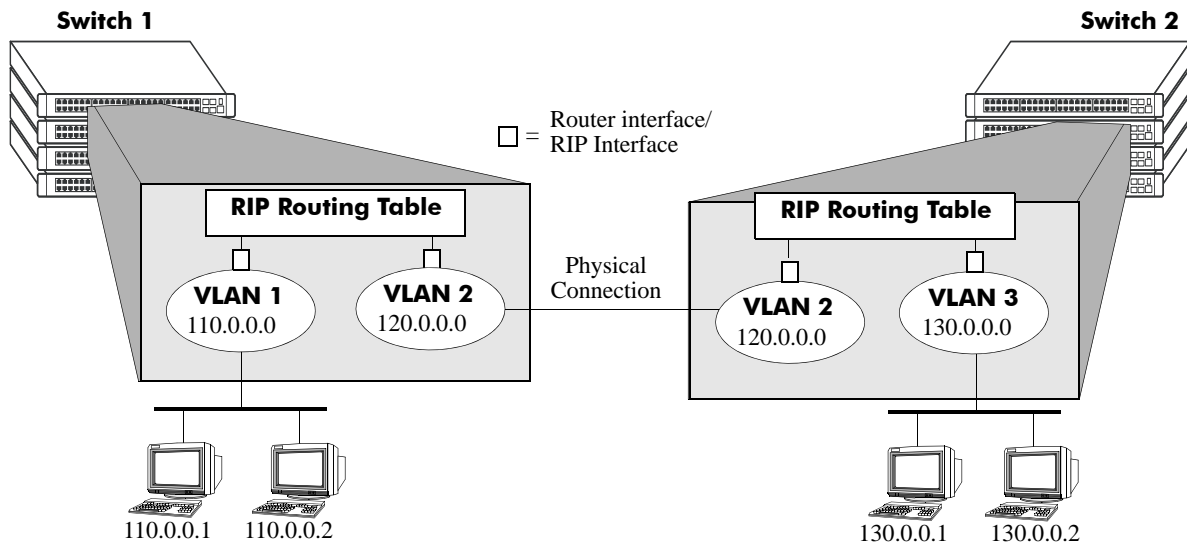 Switch 1
Switch 2
= Router interface/
RIP Interface
RIP Routing Table
RIP Routing Table
VLAN 1
110.0.0.0
VLAN 2
120.0.0.0
Physical
Connection
VLAN 2
120.0.0.0
VLAN 3
130.0.0.0
110.0.0.1
110.0.0.2
130.0.0.1
130.0.0.2